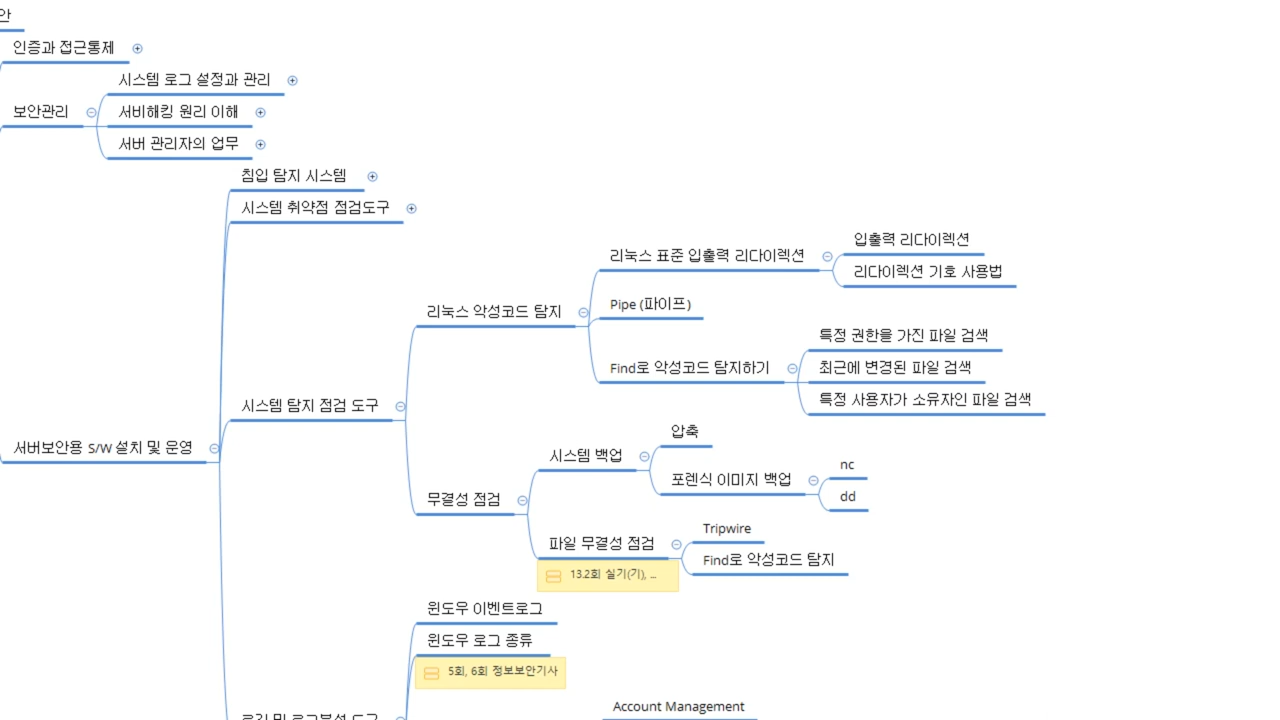 안
인증과 접근통제
시스템 로그 설정과 관리
보안관리
서비해킹 원리 이해
서버 관리자의 업무
침입 탐지 시스템
시스템 취약점 점검도구
입출력 리다이렉션
리눅스 표준 입출력 리다이렉션
리다이렉션 기호 사용법
Pipe (파이프)
리눅스 악성코드 탐지
특정 권한을 가진 파일 검색
Find로 악성코드 탐지하기
최근에 변경된 파일 검색
특정 사용자가 소유자인 파일 검색
시스템 탐지 점검 도구
압축
서버보안용 S/W 설치 및 운영
시스템 백업
nc
포렌식 이미지 백업
dd
무결성 점검
Tripwire
파일 무결성 점검
Find로 악성코드 탐지
13.2회 실기(기), ...
윈도우 이벤트로그
윈도우 로그 종류
5회, 6회 정보보안기사
Account Management
로깅 및 로그분석 도구